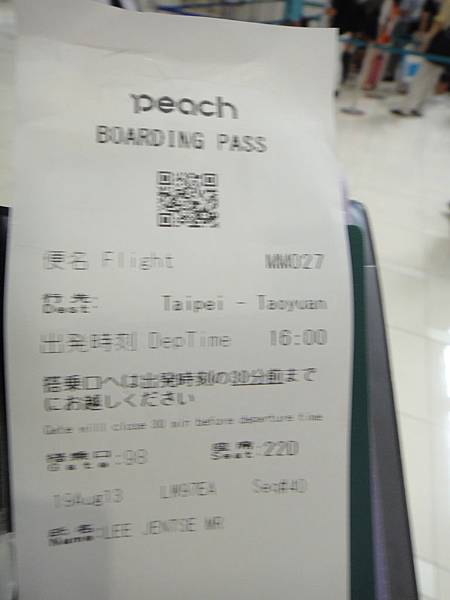 peach
BOARDING PASS
便名 Flight MM027
行先 Dest: Taipei - Taoyuan
出発時刻 DepTime 16:00
搭乗口へは出発時刻の30分前まで
にお越しください
Gate will close 30 min before departure time
搭乗口 Gate:98 座席 Seat:22D
19Aug13 LW97EA Seq#40
氏名 Name:LEE JENTSE MR